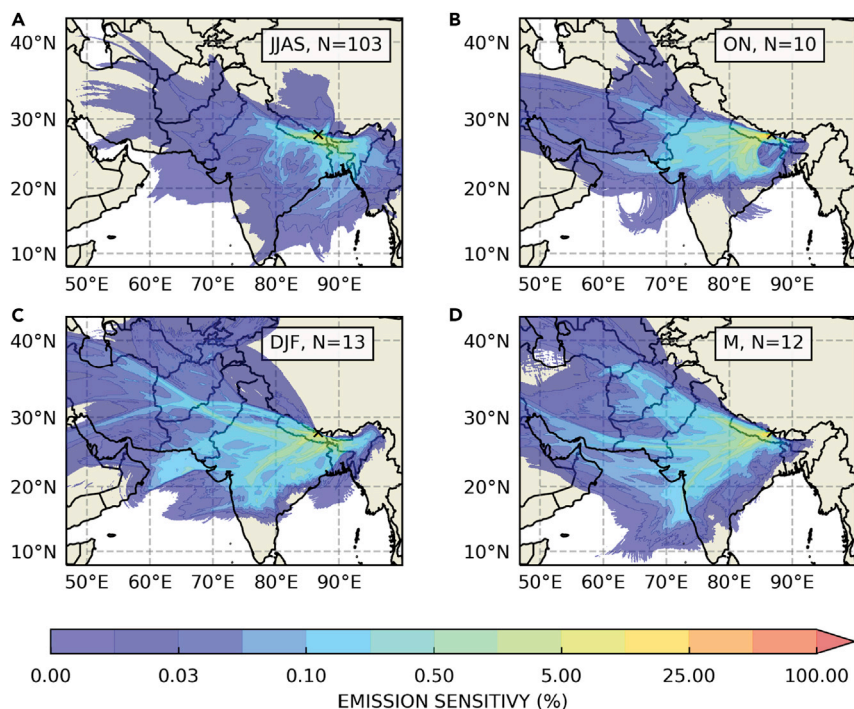 A
B
JJAS, N=103
ON, N=10
40°N
30°N
20°N
10°N
50°E 60°E 70°E 80°E 90°E
40°N
30°N
20°N
10°N
50°E 60°E 70°E 80°E 90°E
C
D
DJF, N=13
M, N=12
40°N
30°N
20°N
10°N
50°E 60°E 70°E 80°E 90°E
40°N
30°N
20°N
10°N
50°E 60°E 70°E 80°E 90°E
0.00 0.03 0.10 0.50 5.00 25.00 100.00
EMISSION SENSITIVY (%)